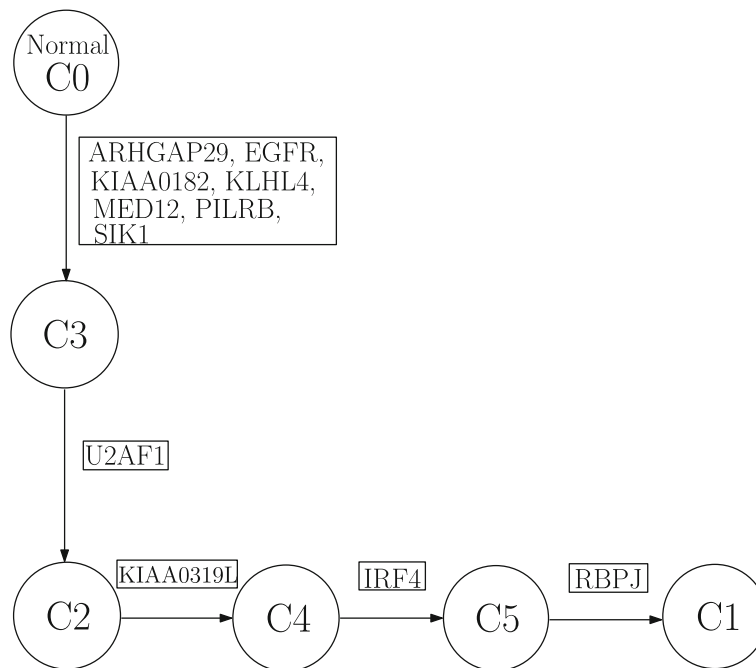 Normal
C0
ARHGAP29, EGFR,
KIAA0182, KLHL4,
MED12, PILRB,
SIK1
C3
U2AF1
KIAA0319L
IRF4
RBPJ
C2
C4
C5
C1